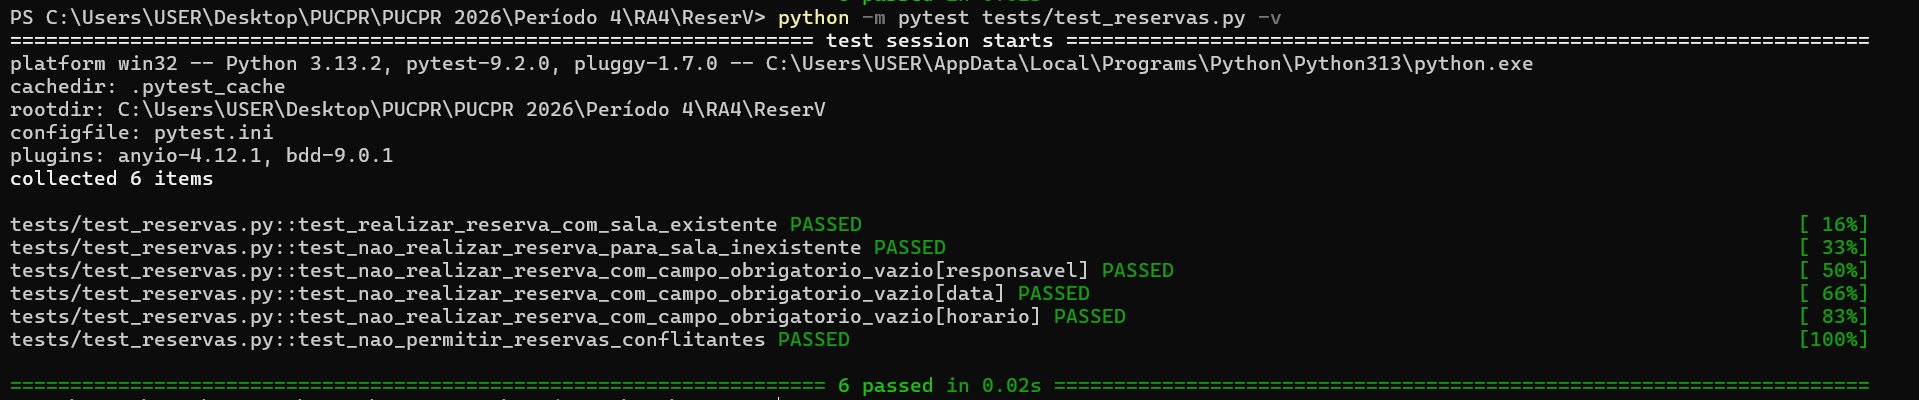 PS C:\Users\USER\Desktop\PUCPR\PUCPR 2026\Período 4\RA4\ReserV> python -m pytest tests/test_reservas.py -v
=================================================================== test session starts ===================================================================
platform win32 -- Python 3.13.2, pytest-9.2.0, pluggy-1.7.0 -- C:\Users\USER\AppData\Local\Programs\Python\Python313\python.exe
cachedir: .pytest_cache
rootdir: C:\Users\USER\Desktop\PUCPR\PUCPR 2026\Período 4\RA4\ReserV
configfile: pytest.ini
plugins: anyio-4.12.1, bdd-9.0.1
collected 6 items
tests/test_reservas.py::test_realizar_reserva_com_sala_existente PASSED [ 16%]
tests/test_reservas.py::test_nao_realizar_reserva_para_sala_inexistente PASSED [ 33%]
tests/test_reservas.py::test_nao_realizar_reserva_com_campo_obrigatorio_vazio[responsavel] PASSED [ 50%]
tests/test_reservas.py::test_nao_realizar_reserva_com_campo_obrigatorio_vazio[data] PASSED [ 66%]
tests/test_reservas.py::test_nao_realizar_reserva_com_campo_obrigatorio_vazio[horario] PASSED [ 83%]
tests/test_reservas.py::test_nao_permitir_reservas_conflitantes PASSED [100%]
==================================================================== 6 passed in 0.02s ====================================================================